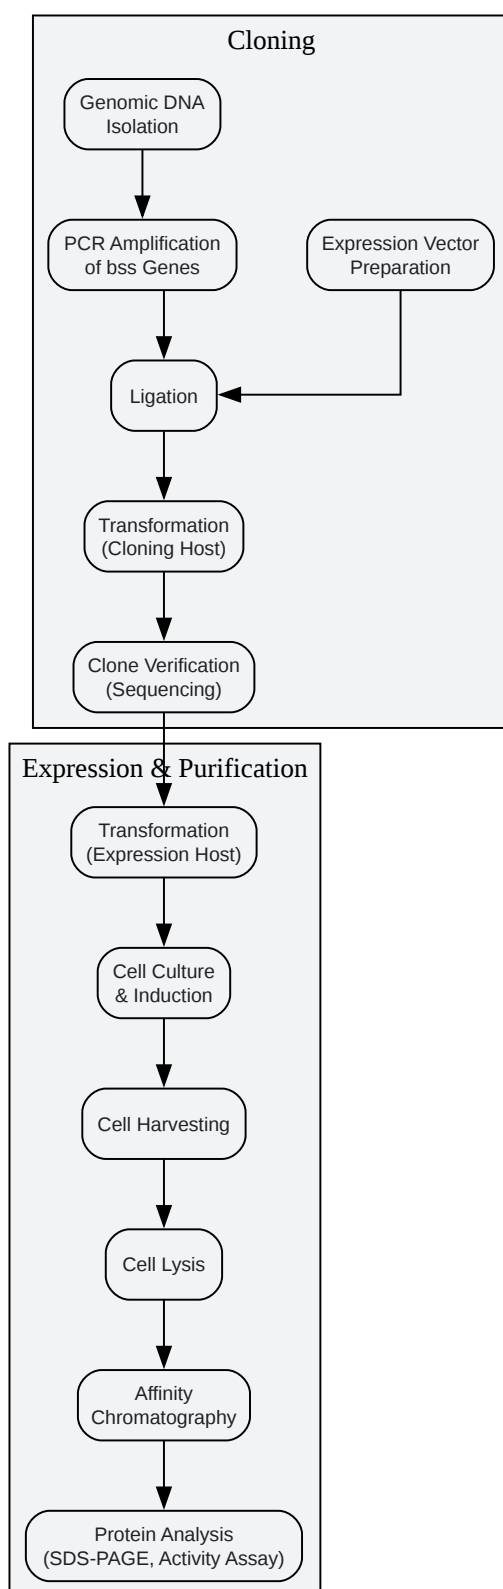 Cloning
Genomic DNA
Isolation
PCR Amplification
of bss Genes
Expression Vector
Preparation
Ligation
Transformation
(Cloning Host)
Clone Verification
(Sequencing)
Expression & Purification
Transformation
(Expression Host)
Cell Culture
& Induction
Cell Harvesting
Cell Lysis
Affinity
Chromatography
Protein Analysis
(SDS-PAGE, Activity Assay)